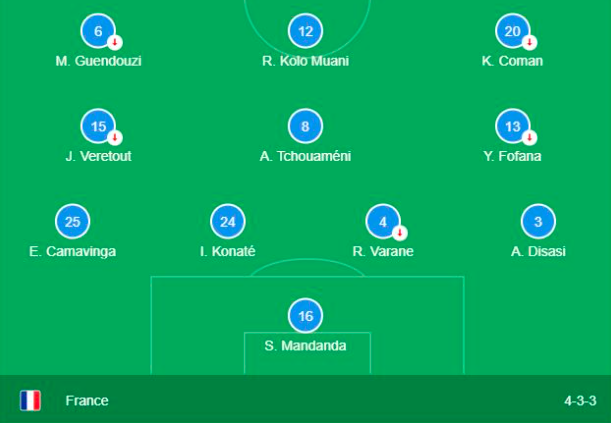 6 12 20
M. Guendouzi R. Kolo Muani K. Coman
15 8 13
J. Veretout A. Tchouaméni Y. Fofana
25 24 4 3
E. Camavinga I. Konaté R. Varane A. Disasi
16
S. Mandanda
France 4-3-3